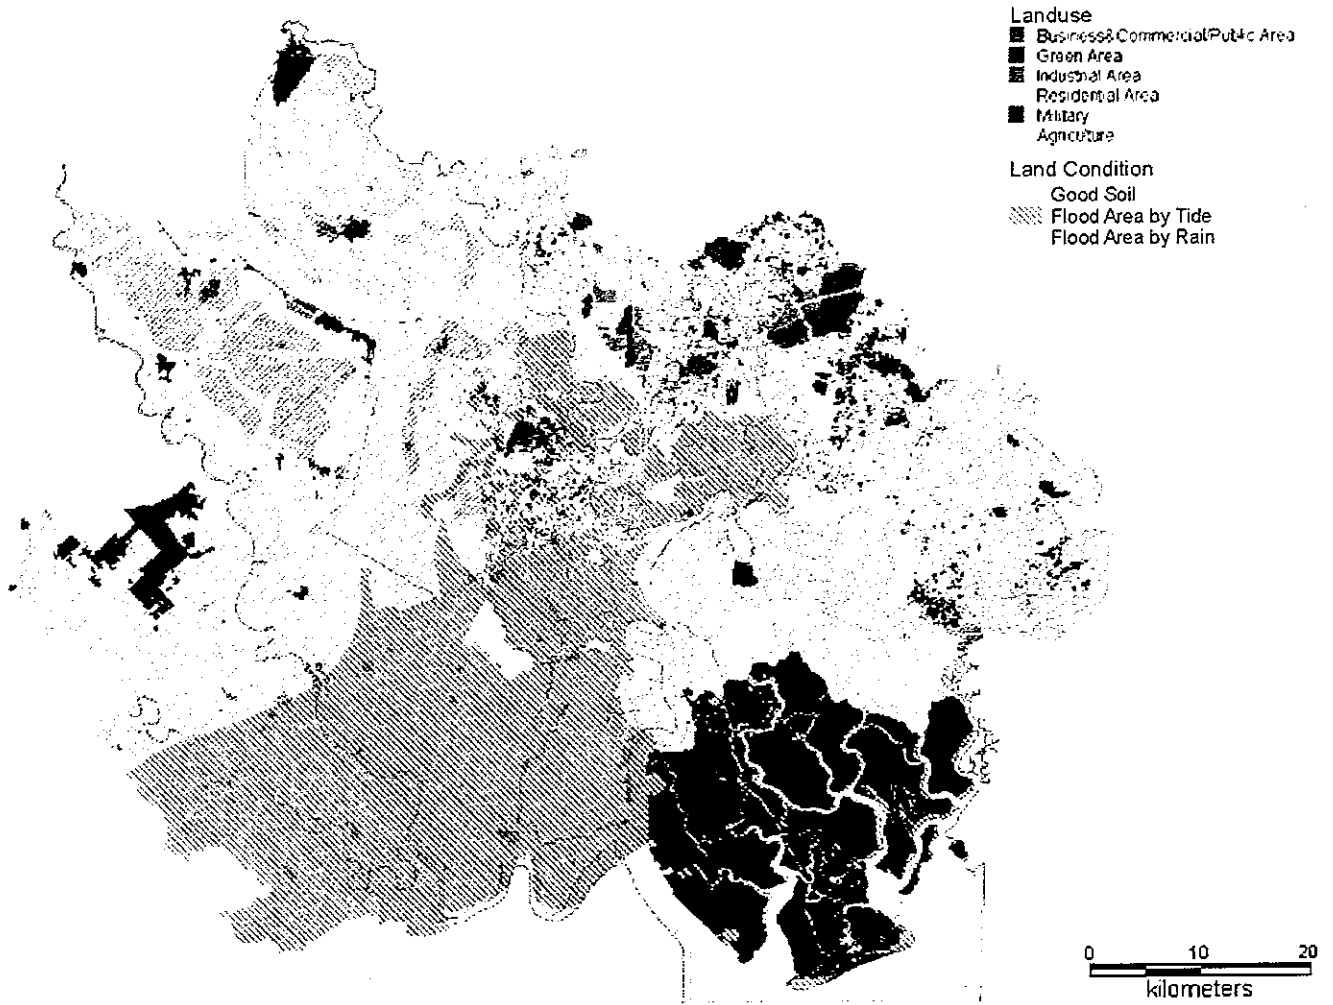 Landuse
Business&Commercial/Public Area
Green Area
Industrial Area
Residential Area
Military
Agriculture
Land Condition
Good Soil
Flood Area by Tide
Flood Area by Rain
0 10 20
kilometers